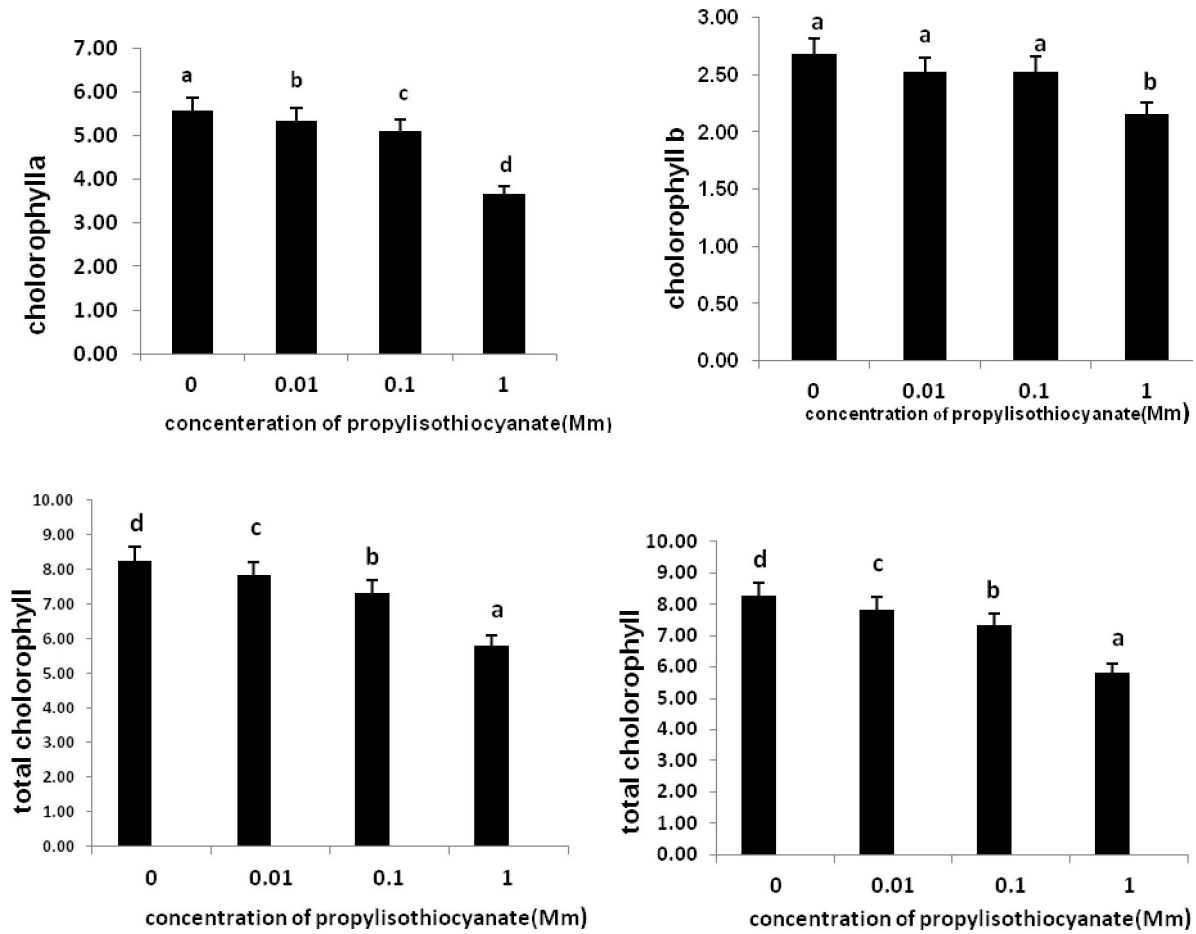 cholorophylla
7.00
6.00
5.00
4.00
3.00
2.00
1.00
0.00
a
b
c
d
0 0.01 0.1 1
concenteration of propylisothiocyanate(Mm)
cholorophyll b
3.00
2.50
2.00
1.50
1.00
0.50
0.00
a
a
a
b
0 0.01 0.1 1
concentration of propylisothiocyanate(Mm)
total cholorophyll
10.00
9.00
8.00
7.00
6.00
5.00
4.00
3.00
2.00
1.00
0.00
d
c
b
a
0 0.01 0.1 1
concentration of propylisothiocyanate(Mm)
total cholorophyll
10.00
9.00
8.00
7.00
6.00
5.00
4.00
3.00
2.00
1.00
0.00
d
c
b
a
0 0.01 0.1 1
concentration of propylisothiocyanate(Mm)